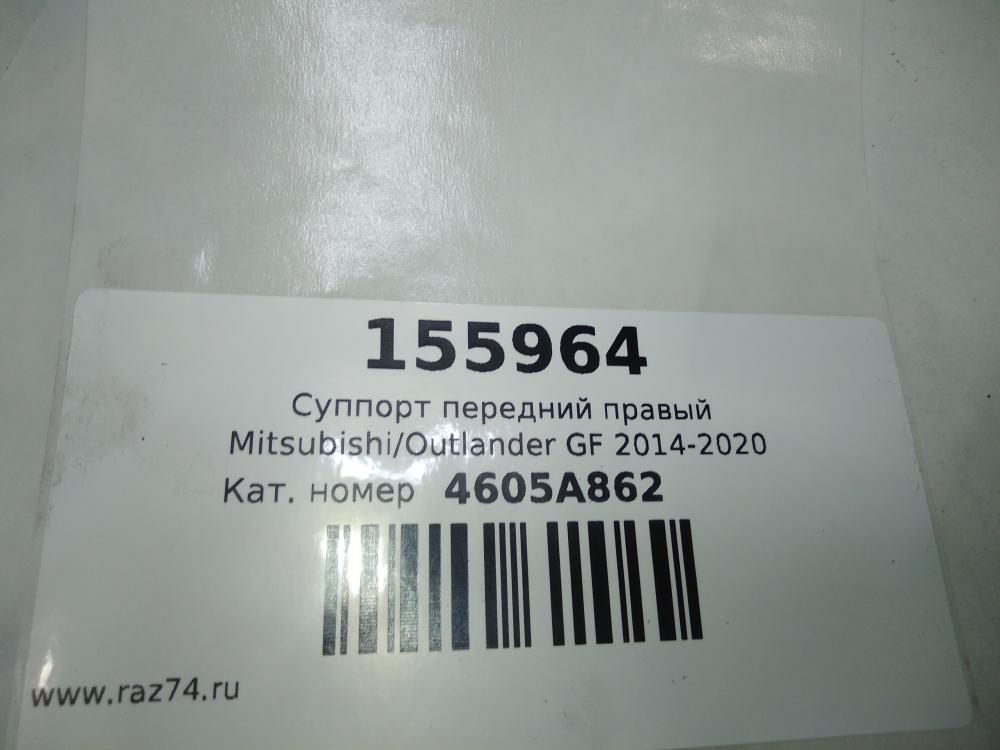 155964
Суппорт передний правый
Mitsubishi/Outlander GF 2014-2020
Кат. номер 4605A862
www.raz74.ru